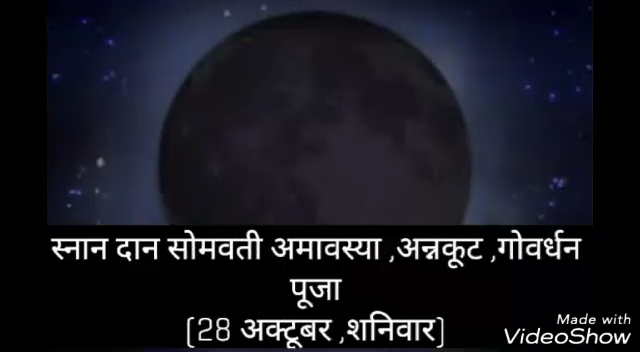 स्नान दान सोमवती अमावस्या ,अन्नकूट ,गोवर्धन
पूजा
(28 अक्टूबर ,शनिवार)
Made with
VideoShow